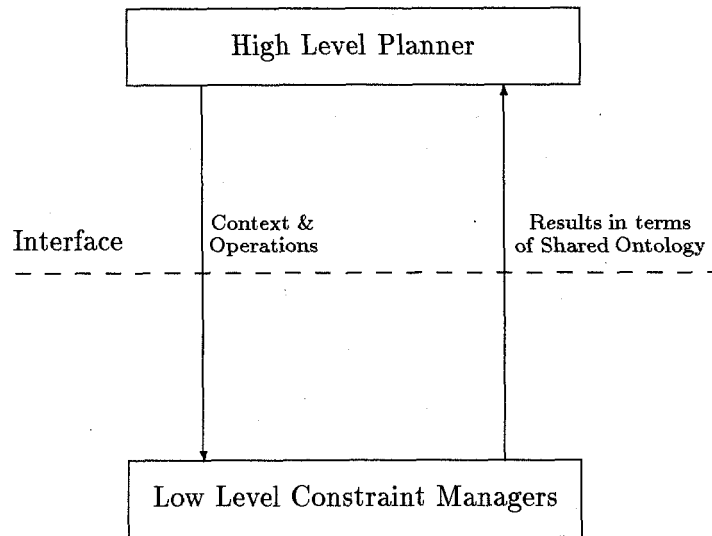 High Level Planner
Context &
Operations
Results in terms
of Shared Ontology
Interface
Low Level Constraint Managers